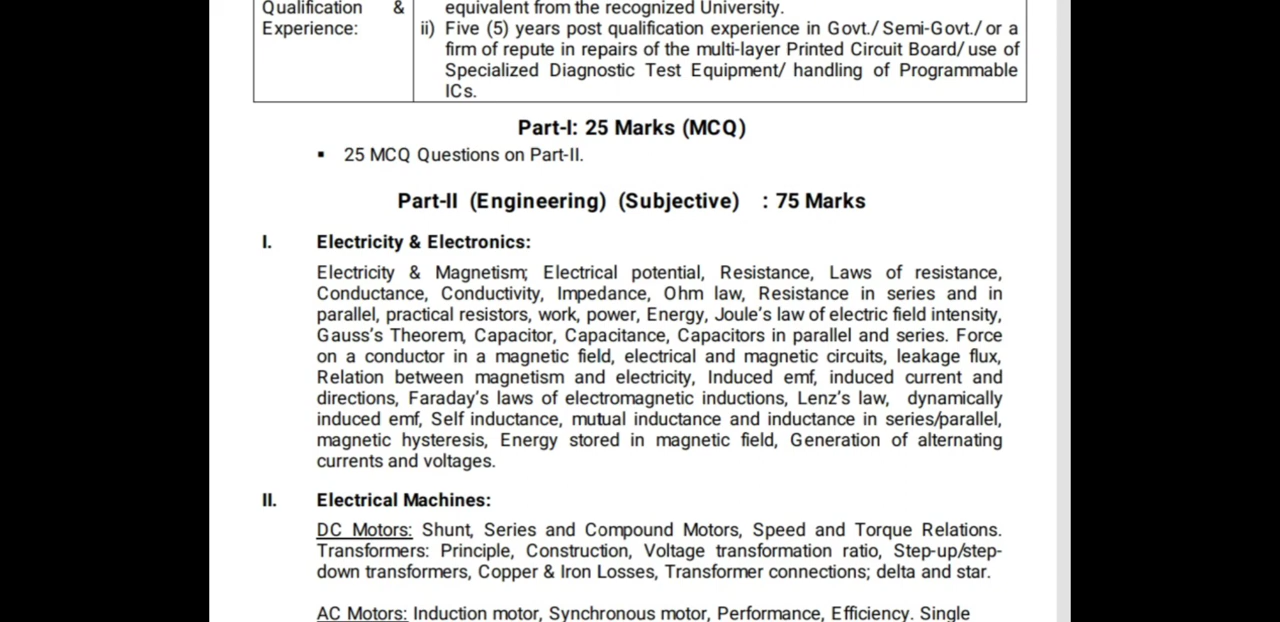 Qualification & equivalent from the recognized University.
Experience: ii) Five (5) years post qualification experience in Govt./ Semi-Govt./ or a
firm of repute in repairs of the multi-layer Printed Circuit Board/ use of
Specialized Diagnostic Test Equipment/ handling of Programmable
ICs.
Part-I: 25 Marks (MCQ)
▪ 25 MCQ Questions on Part-II.
Part-II (Engineering) (Subjective) : 75 Marks
I. Electricity & Electronics:
Electricity & Magnetism; Electrical potential, Resistance, Laws of resistance,
Conductance, Conductivity, Impedance, Ohm law, Resistance in series and in
parallel, practical resistors, work, power, Energy, Joule's law of electric field intensity,
Gauss's Theorem, Capacitor, Capacitance, Capacitors in parallel and series. Force
on a conductor in a magnetic field, electrical and magnetic circuits, leakage flux,
Relation between magnetism and electricity, Induced emf, induced current and
directions, Faraday's laws of electromagnetic inductions, Lenz's law, dynamically
induced emf, Self inductance, mutual inductance and inductance in series/parallel,
magnetic hysteresis, Energy stored in magnetic field, Generation of alternating
currents and voltages.
II. Electrical Machines:
DC Motors: Shunt, Series and Compound Motors, Speed and Torque Relations.
Transformers: Principle, Construction, Voltage transformation ratio, Step-up/step-
down transformers, Copper & Iron Losses, Transformer connections; delta and star.
AC Motors: Induction motor, Synchronous motor, Performance, Efficiency. Single